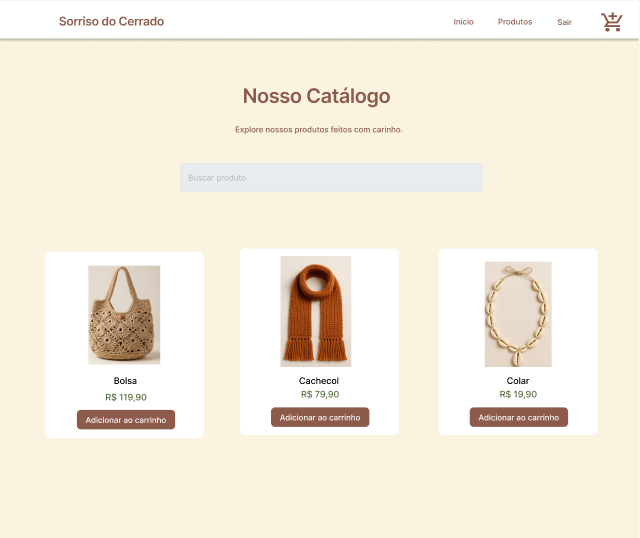 Sorriso do Cerrado
Início
Produtos
Sair
Nosso Catálogo
Explore nossos produtos feitos com carinho.
Buscar produto
Bolsa
R$ 119,90
Adicionar ao carrinho
Cachecol
R$ 79,90
Adicionar ao carrinho
Colar
R$ 19,90
Adicionar ao carrinho